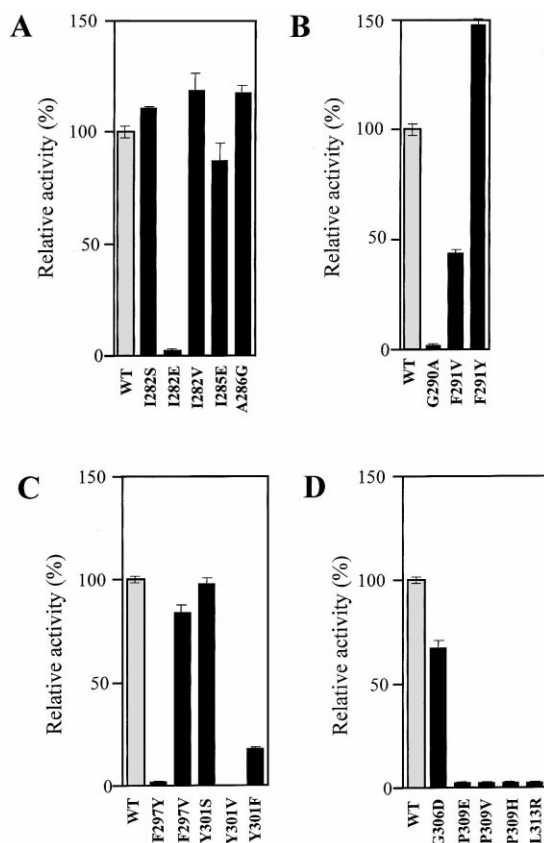 A
Relative activity (%)
150
100
50
0
WT
I282S
I282E
I282V
I285E
A286G
B
Relative activity (%)
150
100
50
0
WT
G290A
F291V
F291Y
C
Relative activity (%)
150
100
50
0
WT
F297Y
F297V
Y301S
Y301V
Y301F
D
Relative activity (%)
150
100
50
0
WT
G306D
P309E
P309V
P309H
L313R